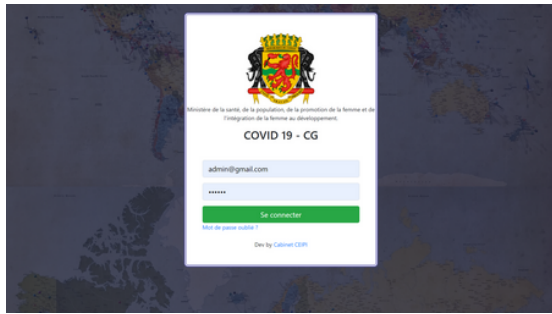 Ministère de la santé, de la population, de la promotion de la femme et de
l'intégration de la femme au développement.
COVID 19 - CG
admin@gmail.com
••••••
Se connecter
Mot de passe oublié ?
Dev by Cabinet CEIPI